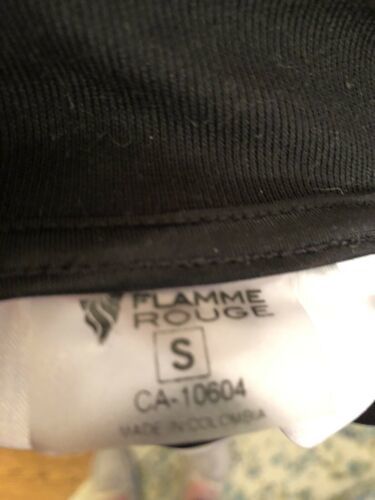 FLAMME
ROUGE
S
CA-10604
MADE IN COLOMBIA